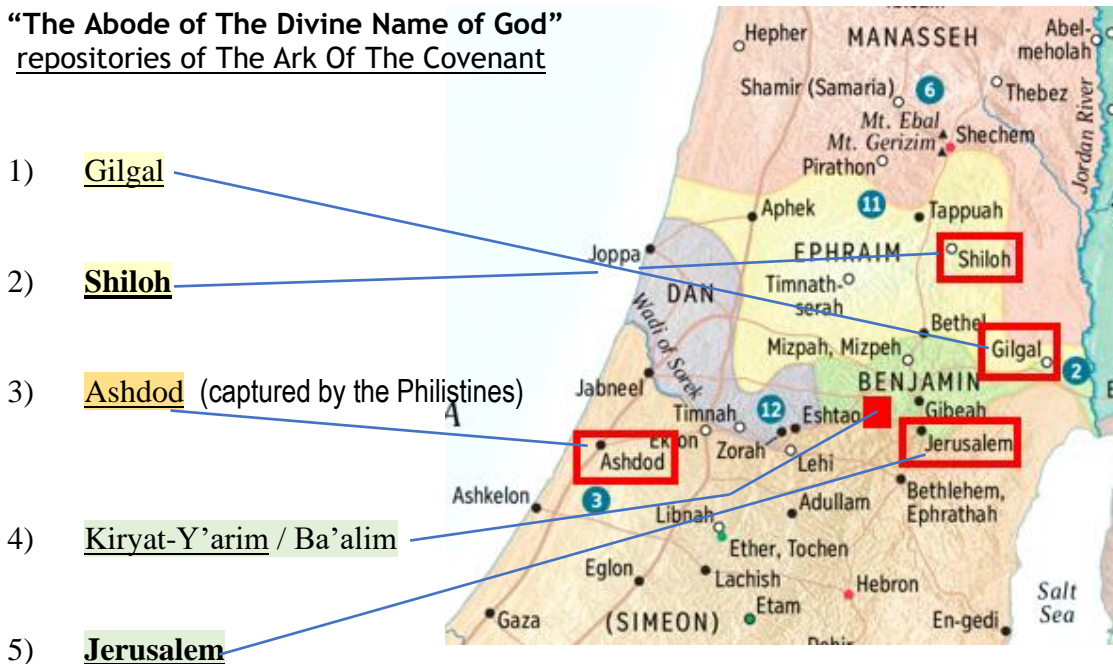 “The Abode of The Divine Name of God”
repositories of The Ark Of The Covenant
1) Gilgal
2) Shiloh
3) Ashdod (captured by the Philistines)
4) Kiryat-Y’arim / Ba’alim
5) Jerusalem
Hepher
MANASSEH
Abel-
meholah
Shamir (Samaria)
6
Thebez
Mt. Ebal
Mt. Gerizim
Shechem
Pirathon
Jordan River
Aphek
11
Tappuah
Joppa
EPHRAIM
Shiloh
DAN
Timnath-
serah
Wadi of Sorek
Bethel
Mizpah, Mizpeh
Gilgal
2
Jabneel
BENJAMIN
A
Timnah
12
Eshtao
Gibeah
Zorah
Jerusalem
Ashdod
Lehi
Ashkelon
3
Adullam
Bethlehem,
Ephrathah
Libnah
Ether, Tochen
Eglon
Lachish
Hebron
Salt
Sea
Gaza
(SIMEON)
Etam
En-gedi